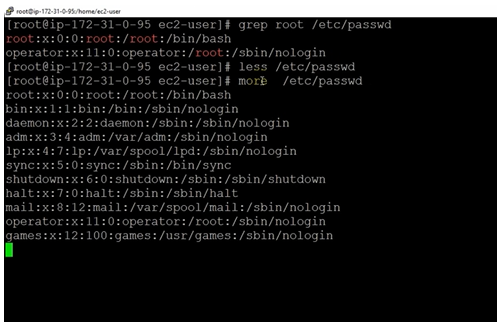 root@ip-172-31-0-95:/home/ec2-user
[root@ip-172-31-0-95 ec2-user]# grep root /etc/passwd
root:x:0:0:root:/root:/bin/bash
operator:x:11:0:operator:/root:/sbin/nologin
[root@ip-172-31-0-95 ec2-user]# less /etc/passwd
[root@ip-172-31-0-95 ec2-user]# more  /etc/passwd
root:x:0:0:root:/root:/bin/bash
bin:x:1:1:bin:/bin:/sbin/nologin
daemon:x:2:2:daemon:/sbin:/sbin/nologin
adm:x:3:4:adm:/var/adm:/sbin/nologin
lp:x:4:7:lp:/var/spool/lpd:/sbin/nologin
sync:x:5:0:sync:/sbin:/bin/sync
shutdown:x:6:0:shutdown:/sbin:/sbin/shutdown
halt:x:7:0:halt:/sbin:/sbin/halt
mail:x:8:12:mail:/var/spool/mail:/sbin/nologin
operator:x:11:0:operator:/root:/sbin/nologin
games:x:12:100:games:/usr/games:/sbin/nologin